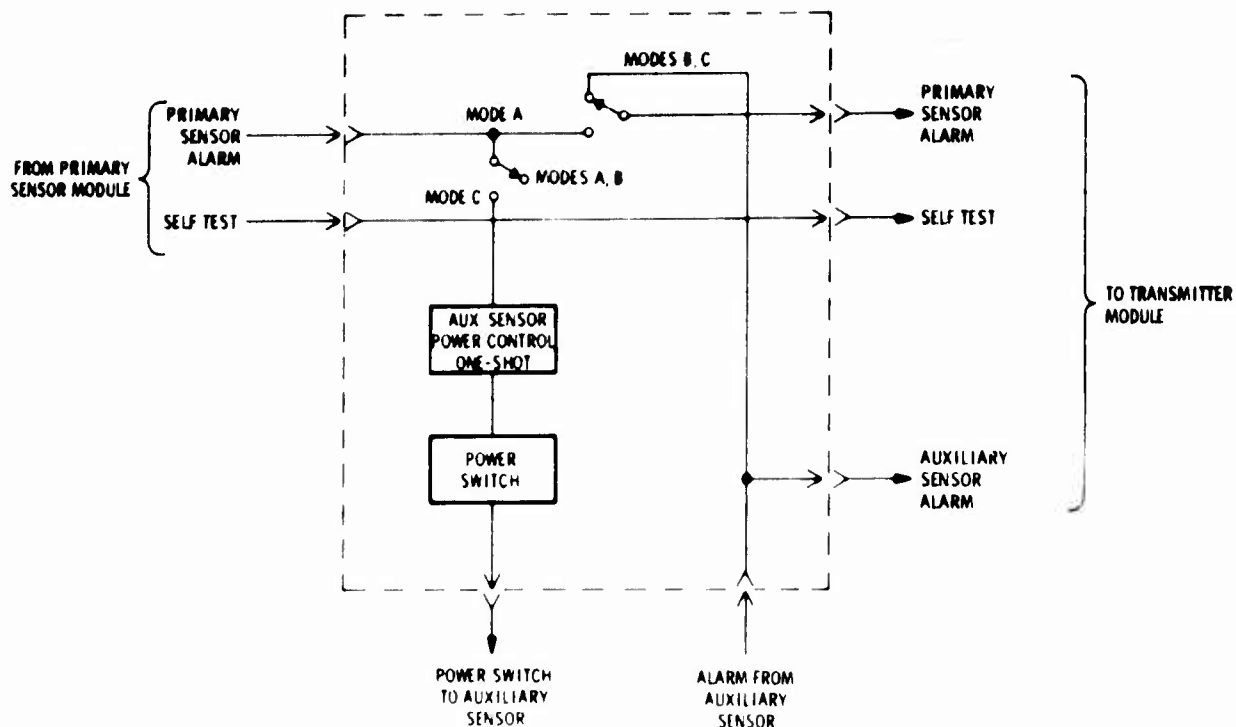 MODES B, C
PRIMARY
SENSOR
ALARM
MODE A
FROM PRIMARY
SENSOR MODULE
MODES A, B
MODE C
SELF TEST
PRIMARY
SENSOR
ALARM
SELF TEST
TO TRANSMITTER
MODULE
AUX SENSOR
POWER CONTROL
ONE-SHOT
POWER
SWITCH
AUXILIARY
SENSOR
ALARM
POWER SWITCH
TO AUXILIARY
SENSOR
ALARM FROM
AUXILIARY
SENSOR